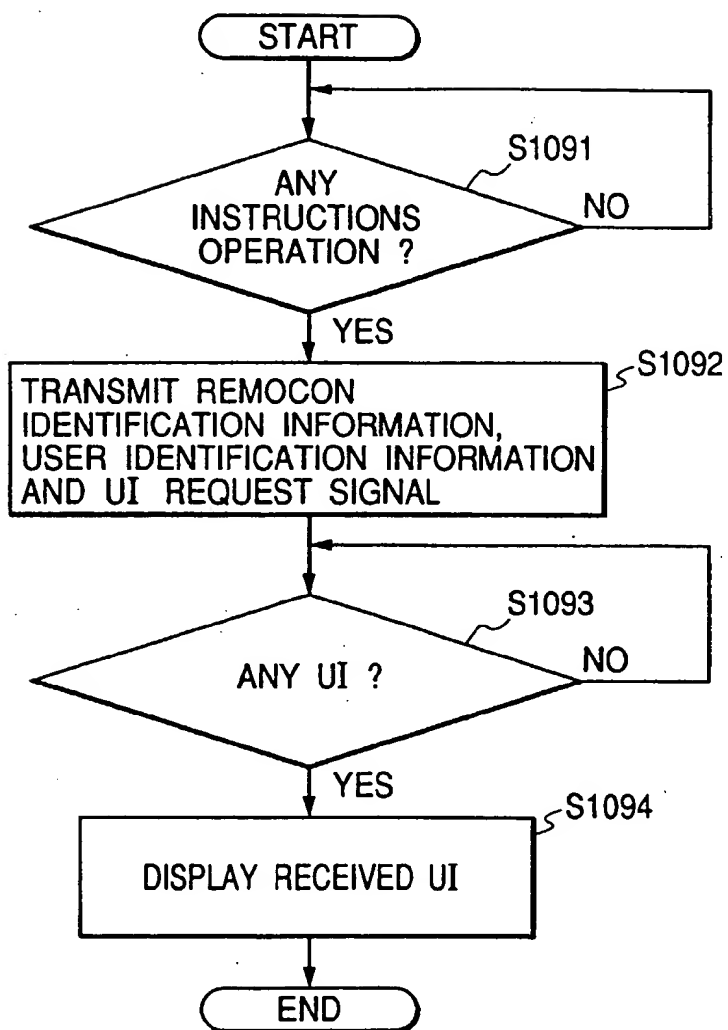 START
S1091
ANY
INSTRUCTIONS
OPERATION ?
NO
YES
S1092
TRANSMIT REMOCON
IDENTIFICATION INFORMATION,
USER IDENTIFICATION INFORMATION
AND UI REQUEST SIGNAL
S1093
ANY UI ?
NO
YES
S1094
DISPLAY RECEIVED UI
END